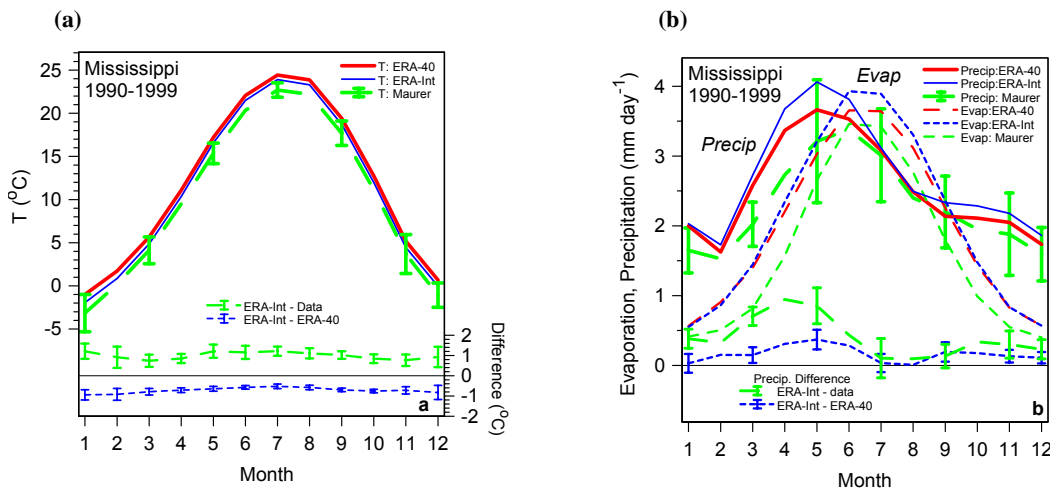 (a)
Mississippi
1990-1999
T: ERA-40
T: ERA-Int
T: Maurer
25
20
15
10
5
0
-5
T (°C)
ERA-Int - Data
ERA-Int - ERA-40
2
1
0
-1
-2
Difference (°C)
a
1 2 3 4 5 6 7 8 9 10 11 12
Month
(b)
Mississippi
1990-1999
Evap
Precip
Precip:ERA-40
Precip:ERA-Int
Precip: Maurer
Evap:ERA-40
Evap:ERA-Int
Evap: Maurer
4
3
2
1
0
Evaporation, Precipitation (mm day⁻¹)
Precip. Difference
ERA-Int - data
ERA-Int - ERA-40
b
1 2 3 4 5 6 7 8 9 10 11 12
Month